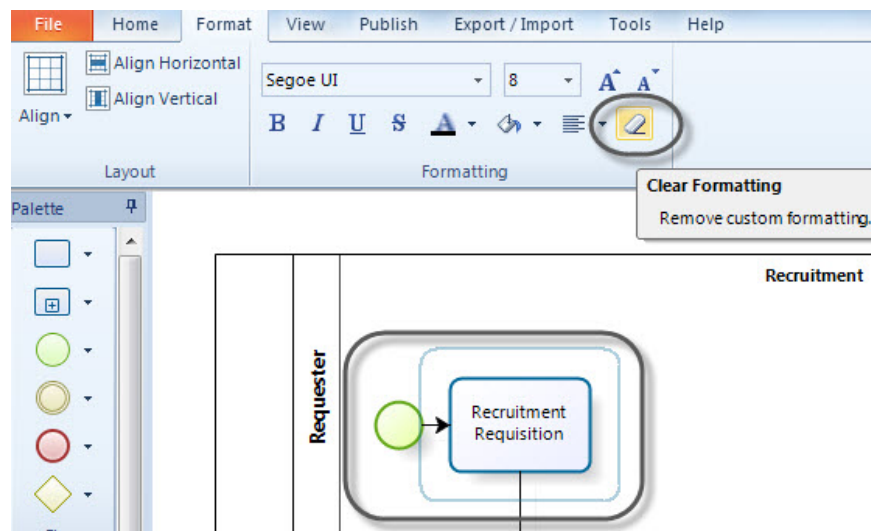 File Home Format View Publish Export / Import Tools Help
Align Horizontal
Align Vertical
Align
Segoe UI 8 A A
B I U S A
Layout Formatting
Clear Formatting
Remove custom formatting.
Palette
Recruitment
Requester
Recruitment
Requisition